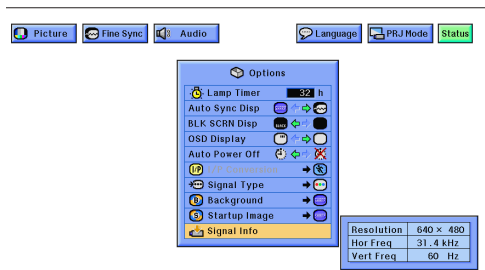 Picture
Fine Sync
Audio
Language
PRJ Mode
Status
Options
Lamp Timer 32 h
Auto Sync Disp
BLK SCRN Disp
OSD Display
Auto Power Off
I/P I/P Conversion
Signal Type
B Background
S Startup Image
Signal Info
Resolution 640 × 480
Hor Freq 31.4 kHz
Vert Freq 60 Hz